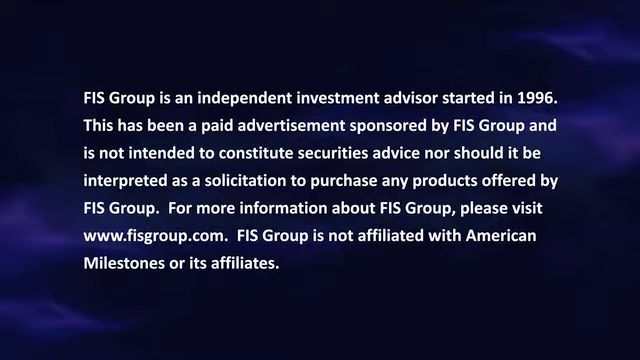 FIS Group is an independent investment advisor started in 1996.
This has been a paid advertisement sponsored by FIS Group and
is not intended to constitute securities advice nor should it be
interpreted as a solicitation to purchase any products offered by
FIS Group.  For more information about FIS Group, please visit
www.fisgroup.com.  FIS Group is not affiliated with American
Milestones or its affiliates.